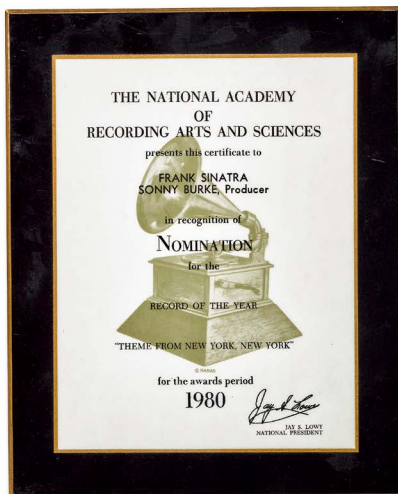 THE NATIONAL ACADEMY
OF
RECORDING ARTS AND SCIENCES
presents this certificate to
FRANK SINATRA
SONNY BURKE, Producer
in recognition of
NOMINATION
for the
RECORD OF THE YEAR
"THEME FROM NEW YORK, NEW YORK"
© NARAS
for the awards period
1980
Jay S. Lowy
JAY S. LOWY
NATIONAL PRESIDENT